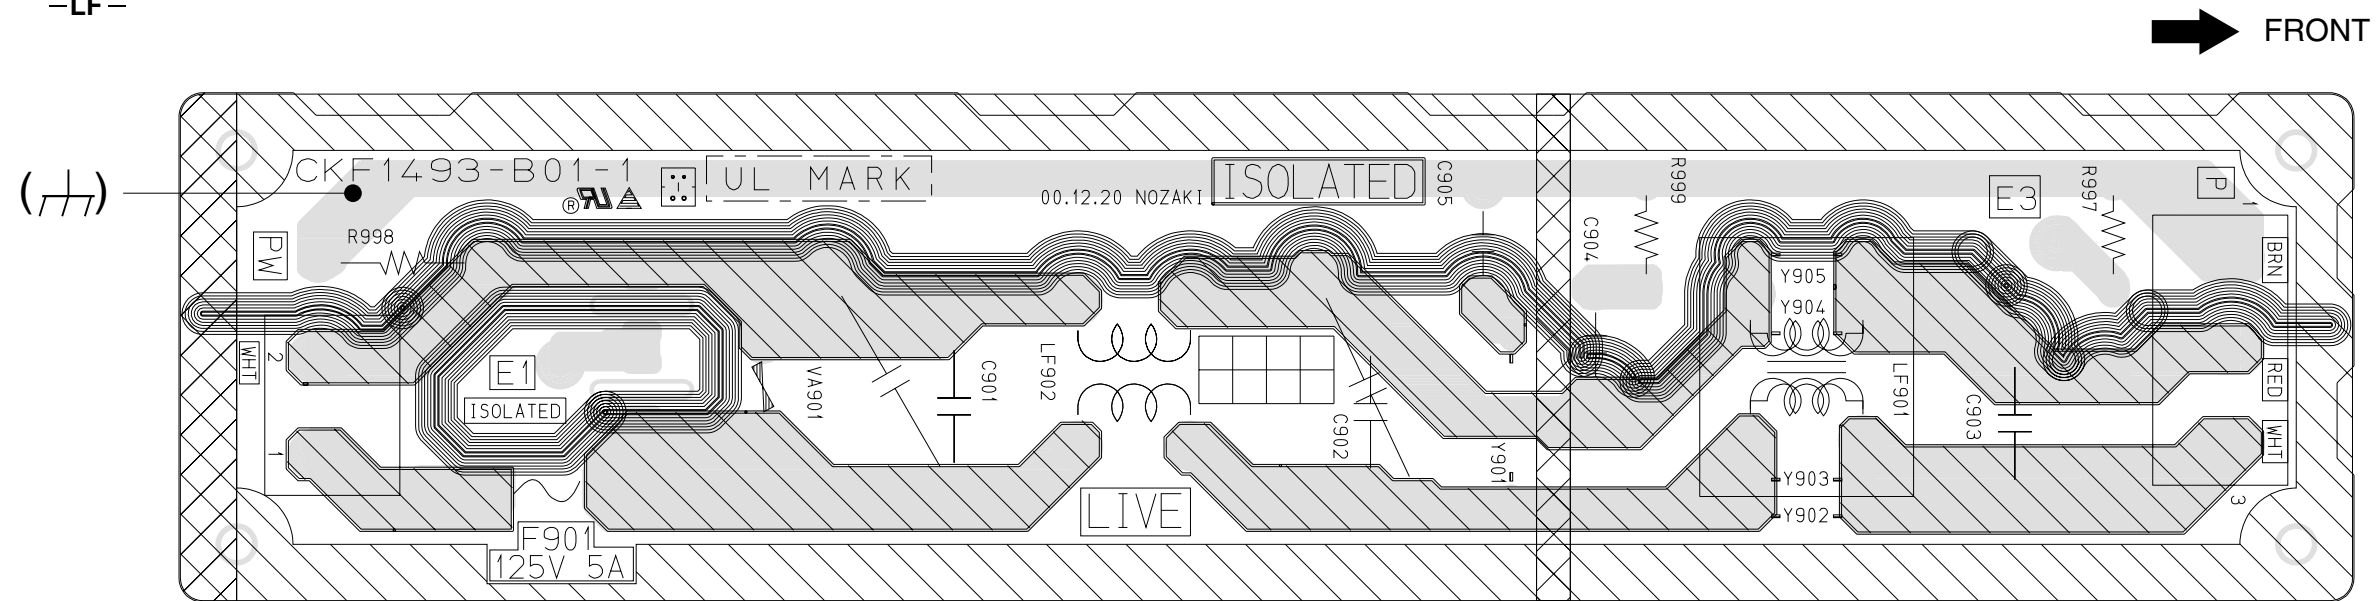 -LF-
FRONT
CKF1493-B01-1
UL MARK
00.12.20 NOZAKI
ISOLATED
C905
R999
C904
E3
R997
P
1
PW
R998
BRN
Y905
Y904
WHT
2
E1
ISOLATED
VA901
C901
LF902
C902
Y901
LF901
C903
RED
WHT
1
Y903
Y902
3
LIVE
F901
125V 5A